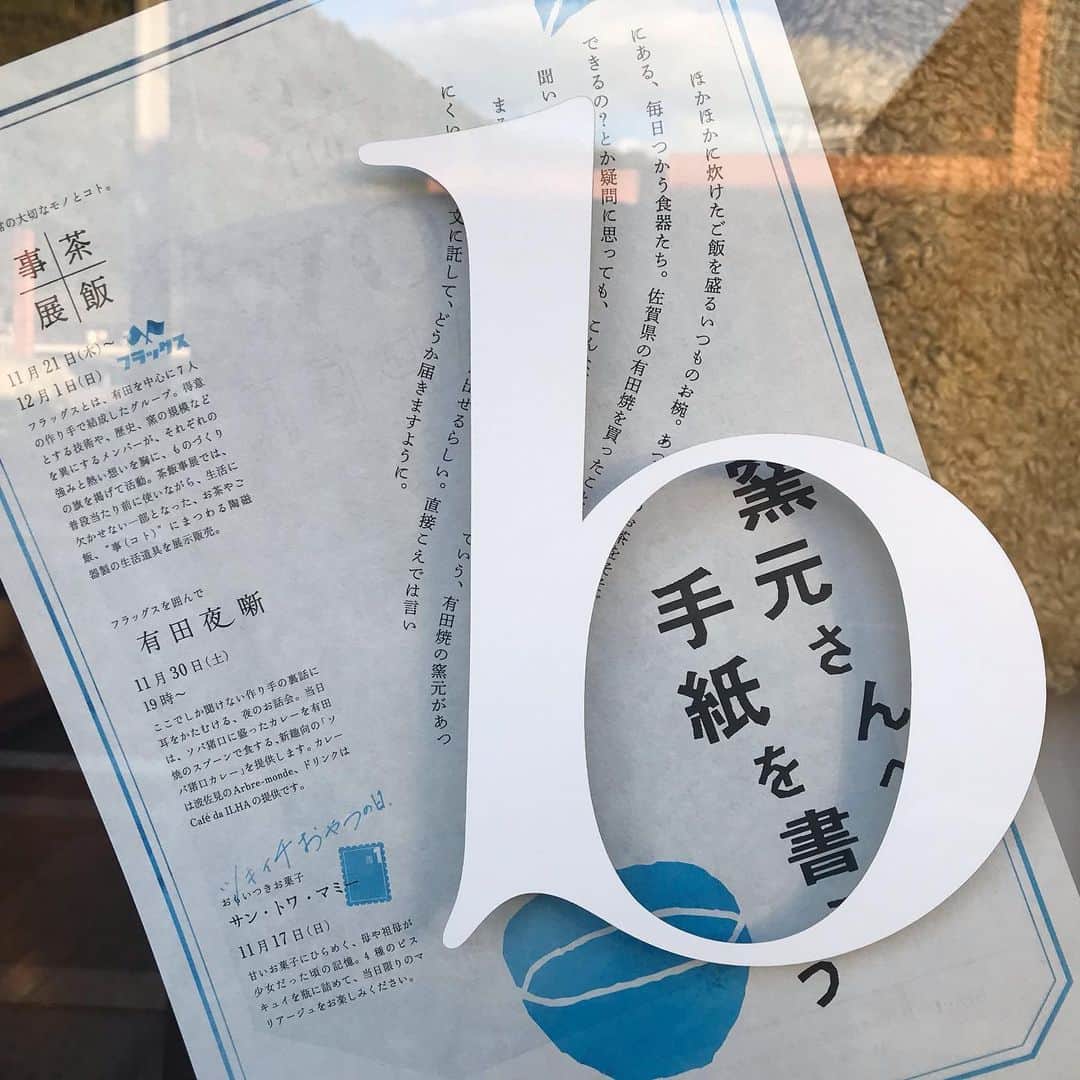 ほかほかに炊けたご飯を盛るいつものお椀。あつ
にある、毎日つかう食器たち。佐賀県の有田焼を買ったこと
できるの?とか疑問に思っても、こんな
聞い
ていう、有田焼の窯元があっ
にくい
文に託して、どうか届きますように。
出せるらしい。直接こえでは言い
b
窯元さんへ
手紙を書こう
常の大切なモノとコト。
茶飯
事展
フラッグス
11月21日(木)〜
12月1日(日)
フラッグスとは、有田を中心に7人
の作り手で結成したグループ。得意
とする技術や、歴史、窯の規模など
を異にするメンバーが、それぞれの
強みと熱い想いを胸に、ものづくり
の旗を掲げて活動。茶飯事展では、
普段当たり前に使いながら、生活に
欠かせない一部となった、お茶やご
飯、“事(コト)”にまつわる陶磁
器製の生活道具を展示販売。
フラッグスを囲んで
有田夜噺
11月30日(土)
19時〜
ここでしか聞けない作り手の裏話に
耳をかたむける、夜のお話会。当日
は、ソバ猪口に盛ったカレーを有田
焼のスプーンで食する、新趣向の「ソ
バ猪口カレー」を提供します。カレー
は波佐見のArbre-monde、ドリンクは
Café da ILHAの提供です。
ツキイチおやつの日.
おもいつきお菓子
サン・トワ・マミー
11月17日(日)
甘いお菓子にひらめく、母や祖母が
少女だった頃の記憶。4種のビス
キュイを瓶に詰めて、当日限りのマ
リアージュをお楽しみください。